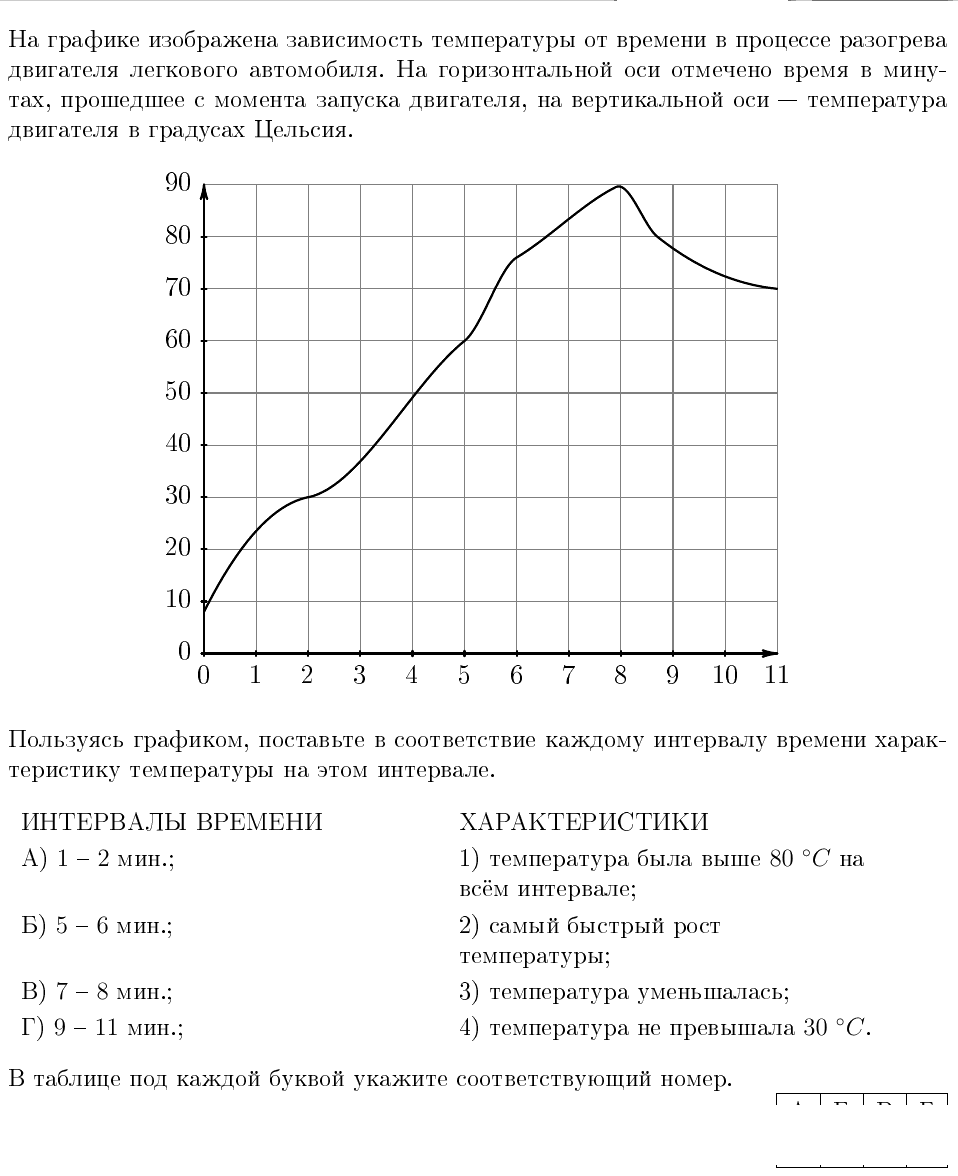 На графике изображена зависимость температуры от времени в процессе разогрева
двигателя легкового автомобиля. На горизонтальной оси отмечено время в мину-
тах, прошедшее с момента запуска двигателя, на вертикальной оси — температура
двигателя в градусах Цельсия.
90
80
70
60
50
40
30
20
10
0
0 1 2 3 4 5 6 7 8 9 10 11
Пользуясь графиком, поставьте в соответствие каждому интервалу времени харак-
теристику температуры на этом интервале.
ИНТЕРВАЛЫ ВРЕМЕНИ ХАРАКТЕРИСТИКИ
А) 1 – 2 мин.; 1) температура была выше 80 °C на
всём интервале;
Б) 5 – 6 мин.; 2) самый быстрый рост
температуры;
В) 7 – 8 мин.; 3) температура уменьшалась;
Г) 9 – 11 мин.; 4) температура не превышала 30 °C.
В таблице под каждой буквой укажите соответствующий номер.